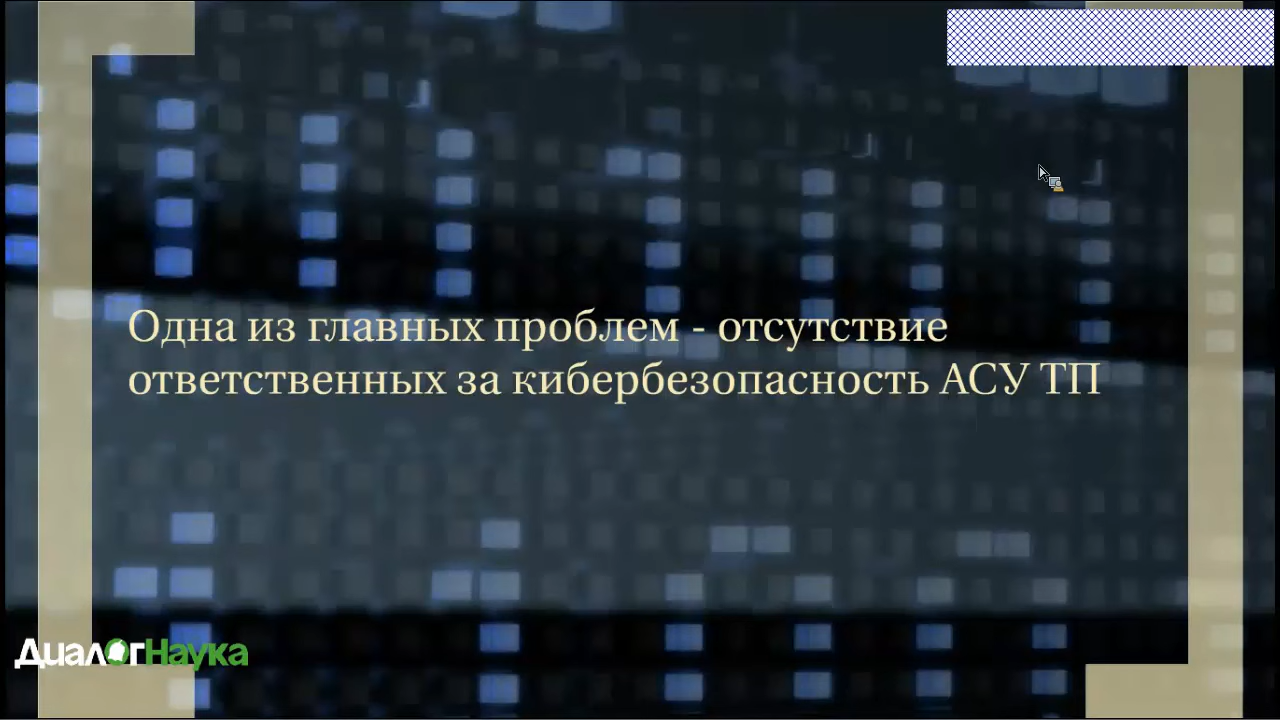 Одна из главных проблем - отсутствие
ответственных за кибербезопасность АСУ ТП
ДиалогНаука